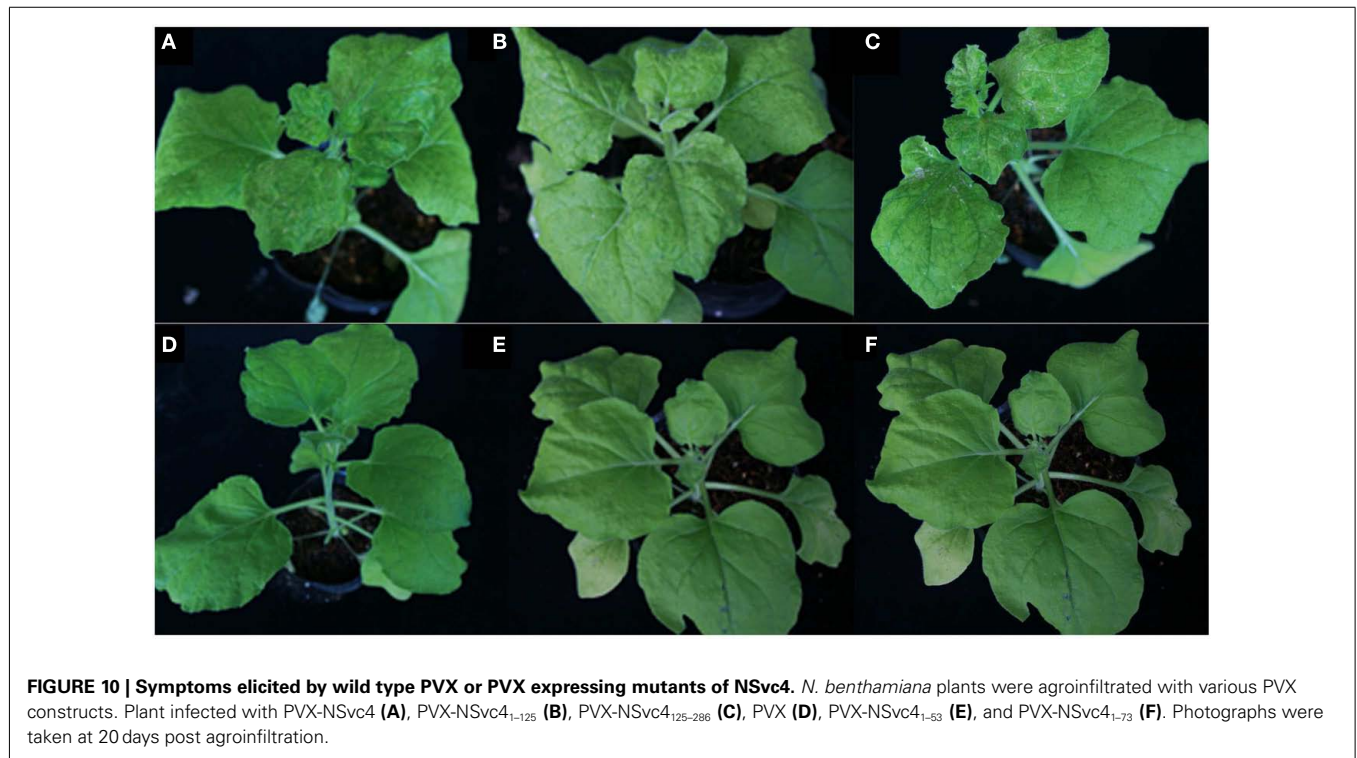 A
B
C
D
E
F
FIGURE 10 | Symptoms elicited by wild type PVX or PVX expressing mutants of NSvc4. N. benthamiana plants were agroinfiltrated with various PVX
constructs. Plant infected with PVX-NSvc4 (A), PVX-NSvc4₁₋₁₂₅ (B), PVX-NSvc4₁₂₅₋₂₈₆ (C), PVX (D), PVX-NSvc4₁₋₅₃ (E), and PVX-NSvc4₁₋₇₃ (F). Photographs were
taken at 20 days post agroinfiltration.